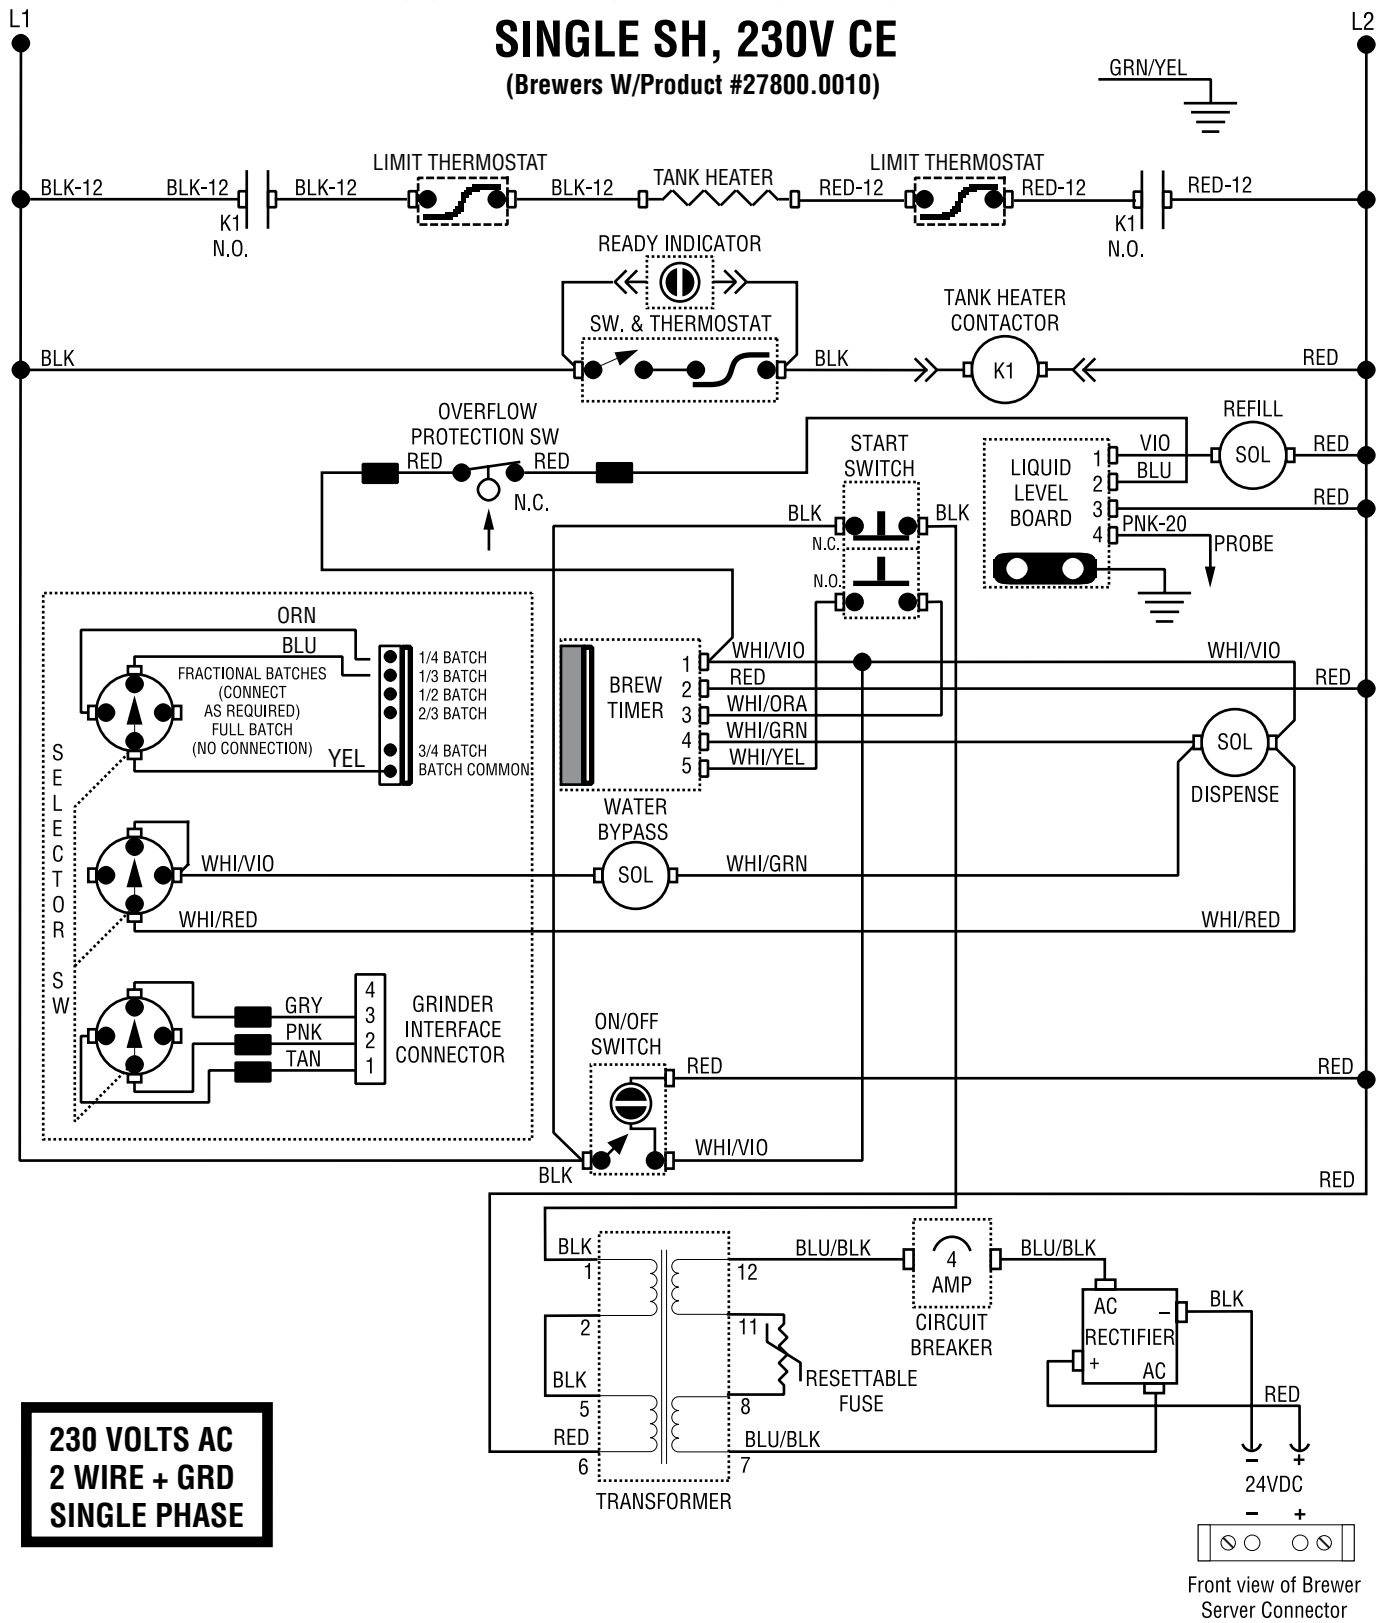 L1
L2
SINGLE SH, 230V CE
(Brewers W/Product #27800.0010)
GRN/YEL
LIMIT THERMOSTAT
TANK HEATER
LIMIT THERMOSTAT
BLK-12
BLK-12
BLK-12
BLK-12
RED-12
RED-12
RED-12
K1
N.O.
K1
N.O.
READY INDICATOR
SW. & THERMOSTAT
TANK HEATER
CONTACTOR
BLK
BLK
K1
RED
OVERFLOW
PROTECTION SW
RED
RED
N.C.
START
SWITCH
BLK
BLK
N.C.
N.O.
LIQUID
LEVEL
BOARD
1
2
3
4
VIO
BLU
PNK-20
PROBE
REFILL
SOL
RED
RED
ORN
BLU
FRACTIONAL BATCHES
(CONNECT
AS REQUIRED)
FULL BATCH
(NO CONNECTION)
YEL
1/4 BATCH
1/3 BATCH
1/2 BATCH
2/3 BATCH
3/4 BATCH
BATCH COMMON
SELECTOR SW
BREW
TIMER
1
2
3
4
5
WHI/VIO
RED
WHI/ORA
WHI/GRN
WHI/YEL
WHI/VIO
RED
SOL
DISPENSE
WATER
BYPASS
SOL
WHI/VIO
WHI/GRN
WHI/RED
WHI/RED
GRY
PNK
TAN
4
3
2
1
GRINDER
INTERFACE
CONNECTOR
ON/OFF
SWITCH
RED
RED
WHI/VIO
BLK
RED
BLK
1
2
BLK
5
RED
6
TRANSFORMER
12
11
8
7
BLU/BLK
4
AMP
BLU/BLK
CIRCUIT
BREAKER
RESETTABLE
FUSE
BLU/BLK
AC
–
RECTIFIER
+
AC
BLK
RED
– +
24VDC
– +
Front view of Brewer
Server Connector
230 VOLTS AC
2 WIRE + GRD
SINGLE PHASE